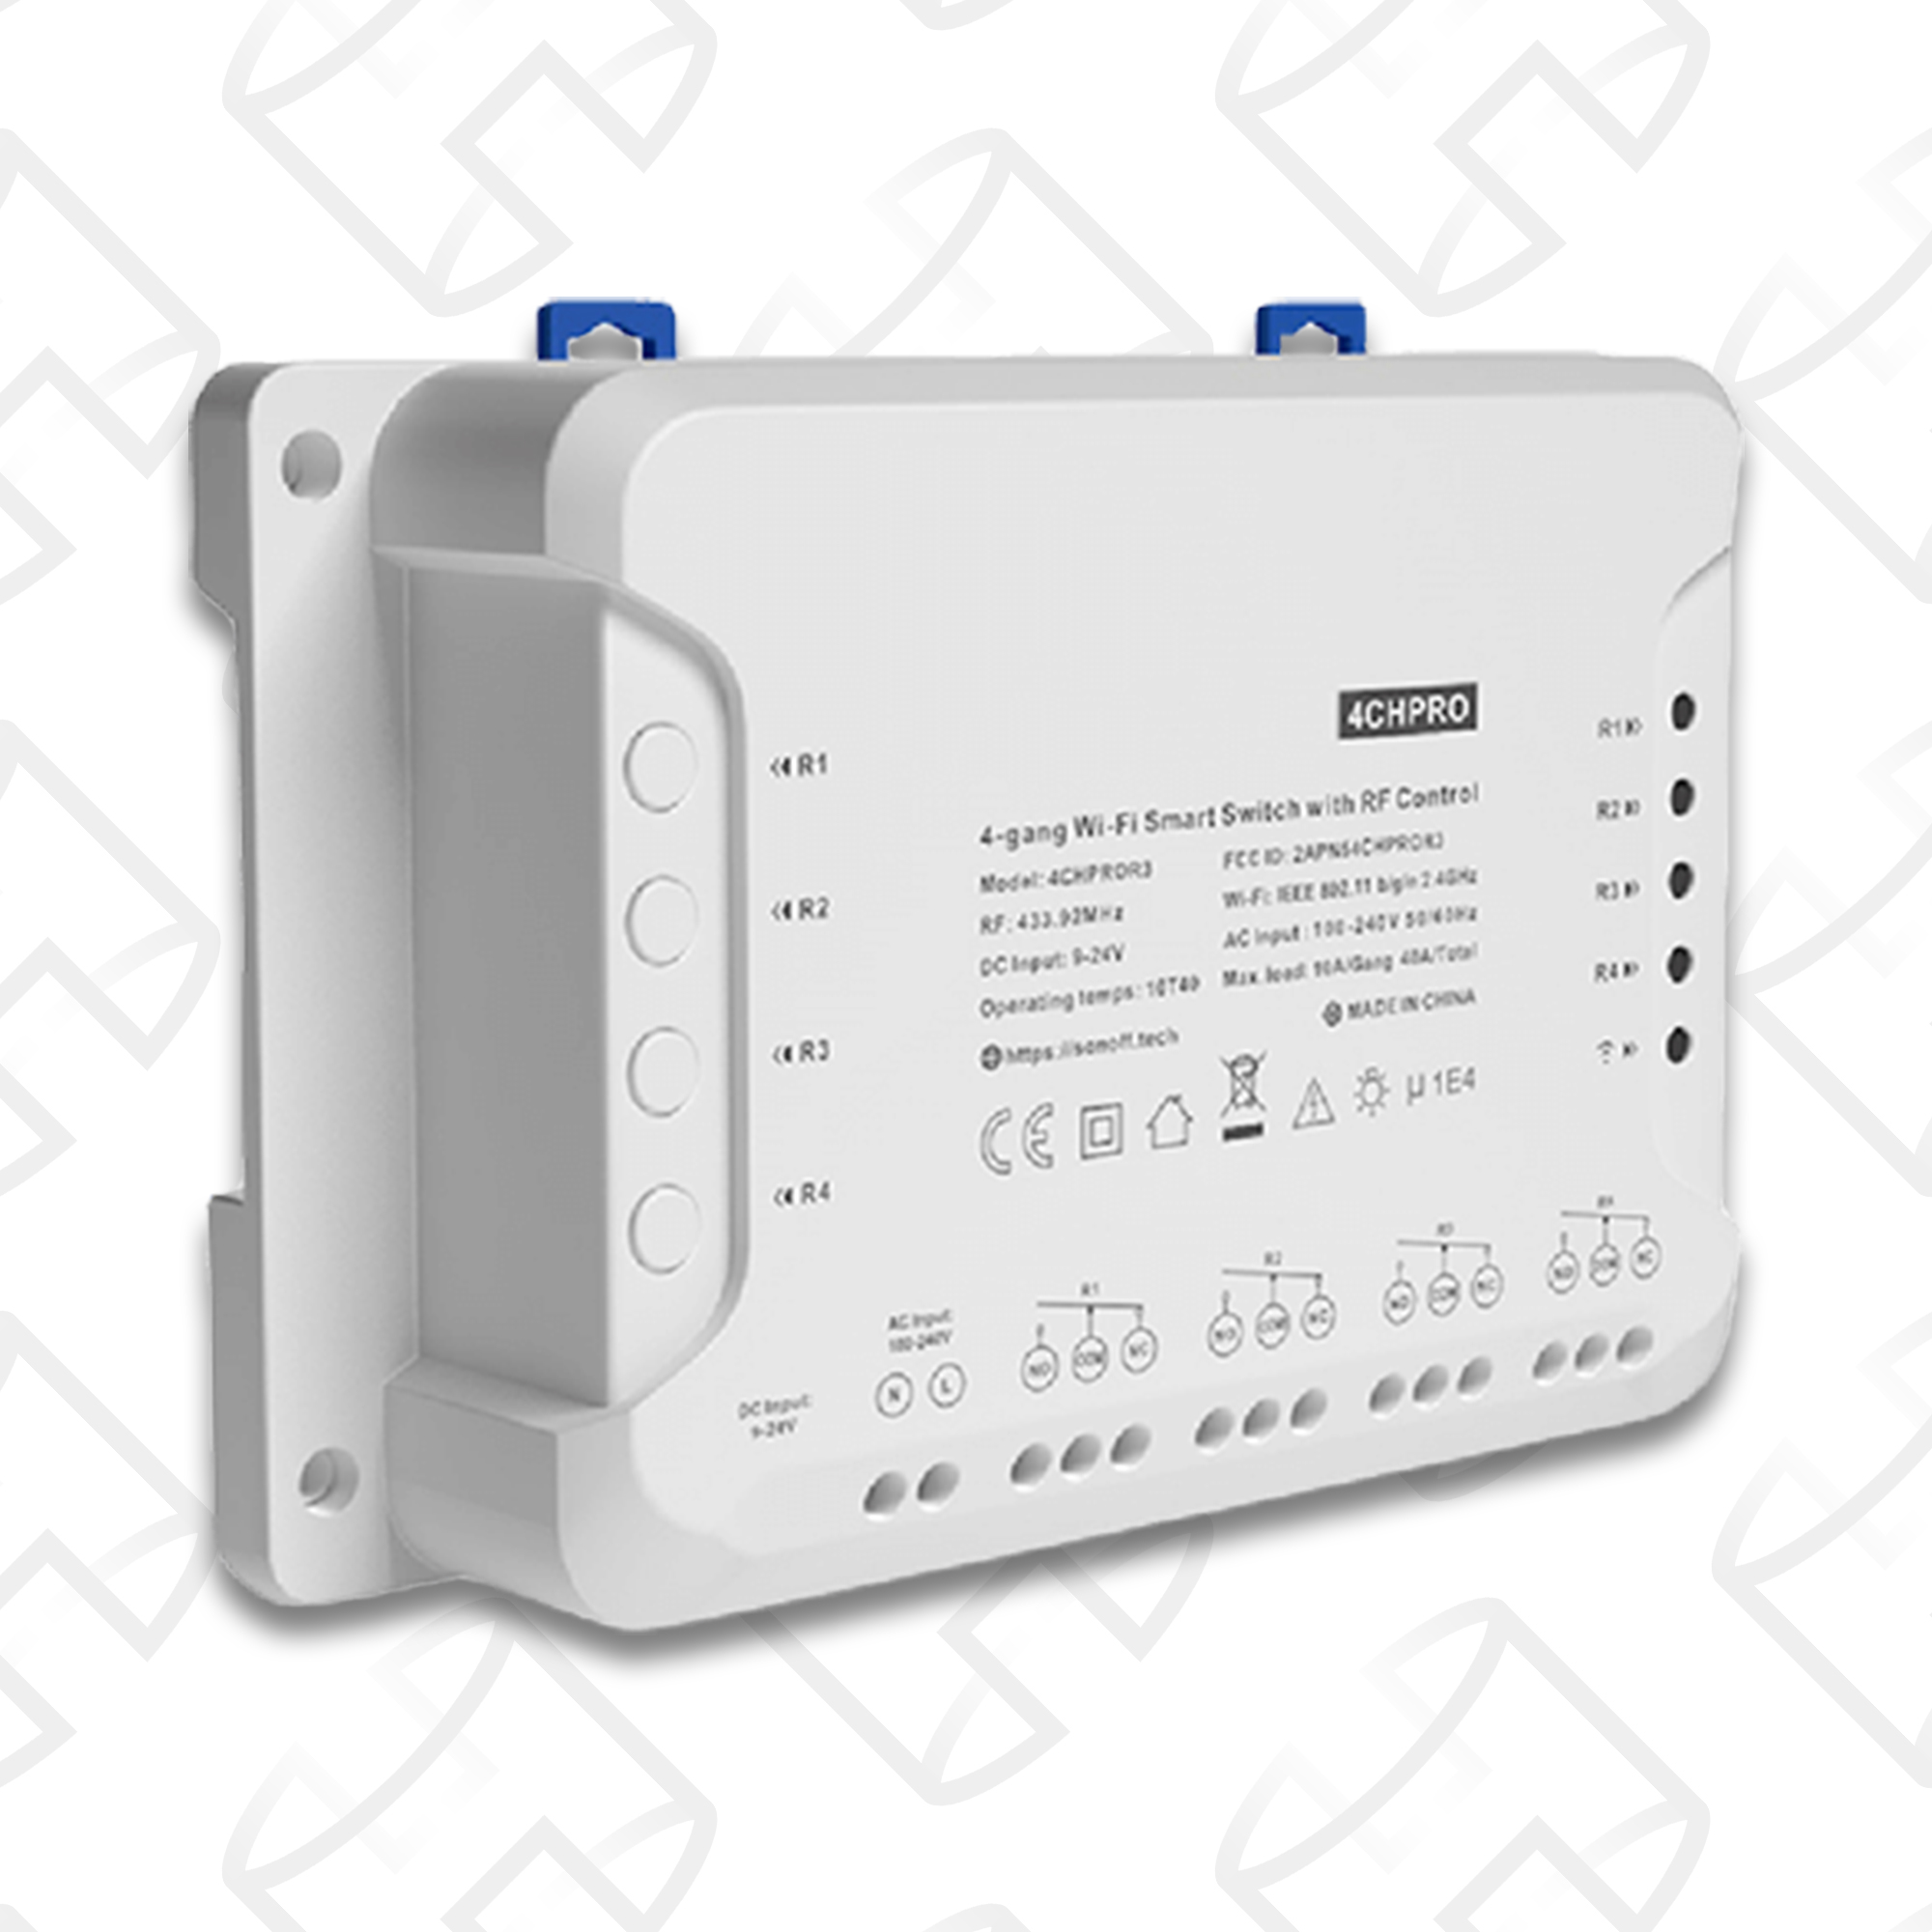 4CHPRO
4-gang Wi-Fi Smart Switch with RF Control
Model: 4CHPROR3
FCC ID: 2APN54CHPROR3
RF: 433.92MHz
Wi-Fi: IEEE 802.11 b/g/n 2.4GHz
DC Input: 9-24V
AC Input: 100-240V 50/60Hz
Operating temps: 10T40
Max. load: 10A/Gang 40A/Total
MADE IN CHINA
https://sonoff.tech
CE
μ 1E4
R1
R2
R3
R4
R1
R2
R3
R4
DC Input:
9-24V
AC Input:
100-240V
N L
R1
NO COM NC
R2
NO COM NC
R3
NO COM NC
R4
NO COM NC